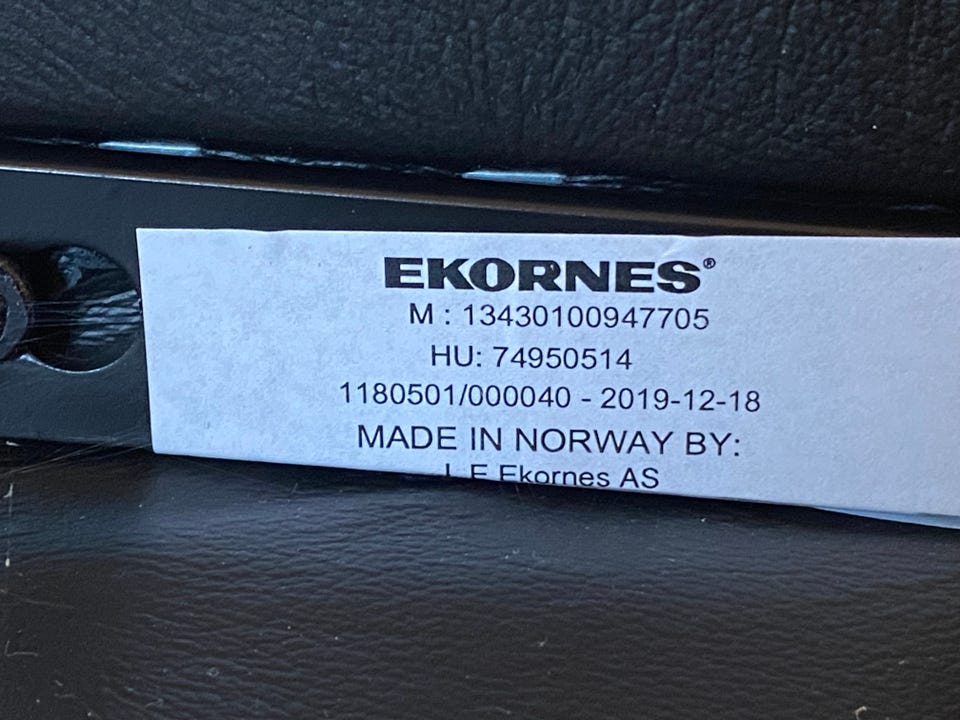 EKORNES®
M : 13430100947705
HU: 74950514
1180501/000040 - 2019-12-18
MADE IN NORWAY BY:
J.E. Ekornes AS